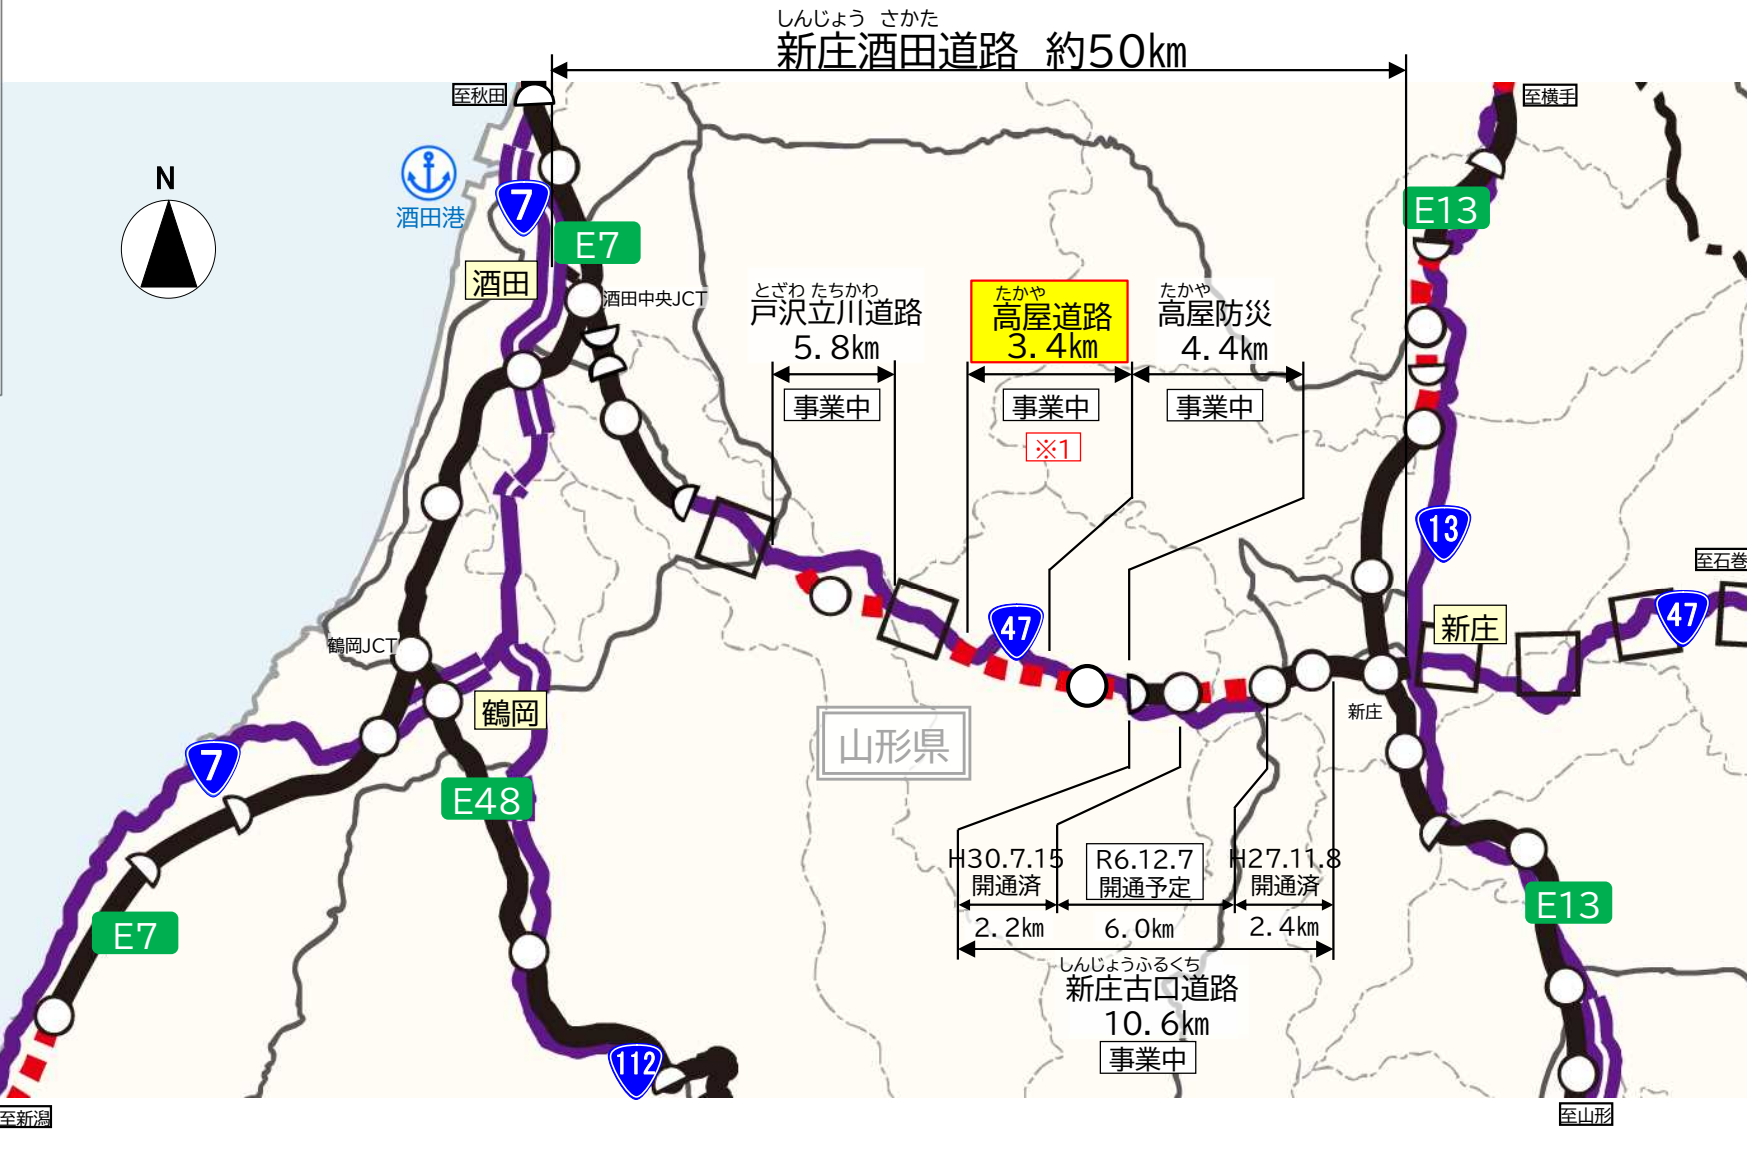 しんじょう さかた
新庄酒田道路 約50㎞
至秋田
至横手
N
酒田港
7
E7
E13
酒田
酒田中央JCT
とざわ たちかわ
戸沢立川道路
5.8㎞
事業中
たかや
高屋道路
3.4㎞
事業中
※1
たかや
高屋防災
4.4㎞
事業中
13
至石巻
47
47
新庄
鶴岡JCT
鶴岡
新庄
山形県
7
E48
H30.7.15
開通済
R6.12.7
開通予定
H27.11.8
開通済
2.2㎞
6.0㎞
2.4㎞
しんじょうふるくち
新庄古口道路
10.6㎞
事業中
E7
E13
112
至新潟
至山形